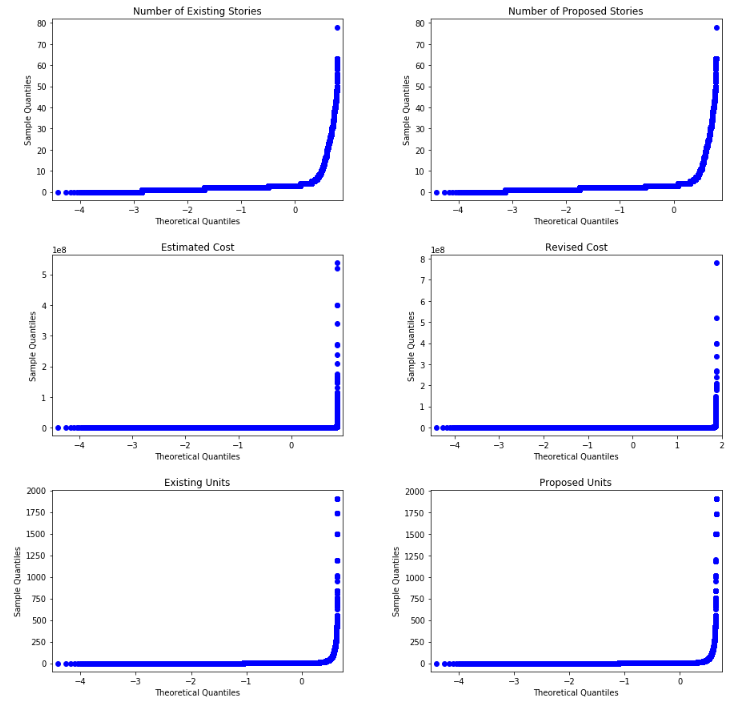 Number of Existing Stories
80
70
60
50
40
30
20
10
0
Sample Quantiles
−4 −3 −2 −1 0
Theoretical Quantiles
Number of Proposed Stories
80
70
60
50
40
30
20
10
0
Sample Quantiles
−4 −3 −2 −1 0
Theoretical Quantiles
Estimated Cost
1e8
5
4
3
2
1
0
Sample Quantiles
−4 −3 −2 −1 0
Theoretical Quantiles
Revised Cost
1e8
8
7
6
5
4
3
2
1
0
Sample Quantiles
−4 −3 −2 −1 0 1 2
Theoretical Quantiles
Existing Units
2000
1750
1500
1250
1000
750
500
250
0
Sample Quantiles
−4 −3 −2 −1 0
Theoretical Quantiles
Proposed Units
2000
1750
1500
1250
1000
750
500
250
0
Sample Quantiles
−4 −3 −2 −1 0
Theoretical Quantiles